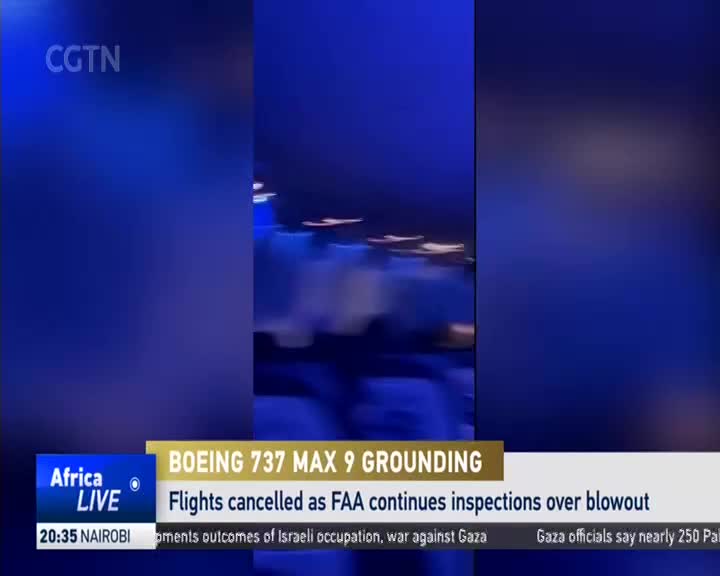 CGTN
BOEING 737 MAX 9 GROUNDING
Africa
LIVE
Flights cancelled as FAA continues inspections over blowout
20:35 NAIROBI
of Israeli occupation, war against Gaza
Gaza officials say nearly 250